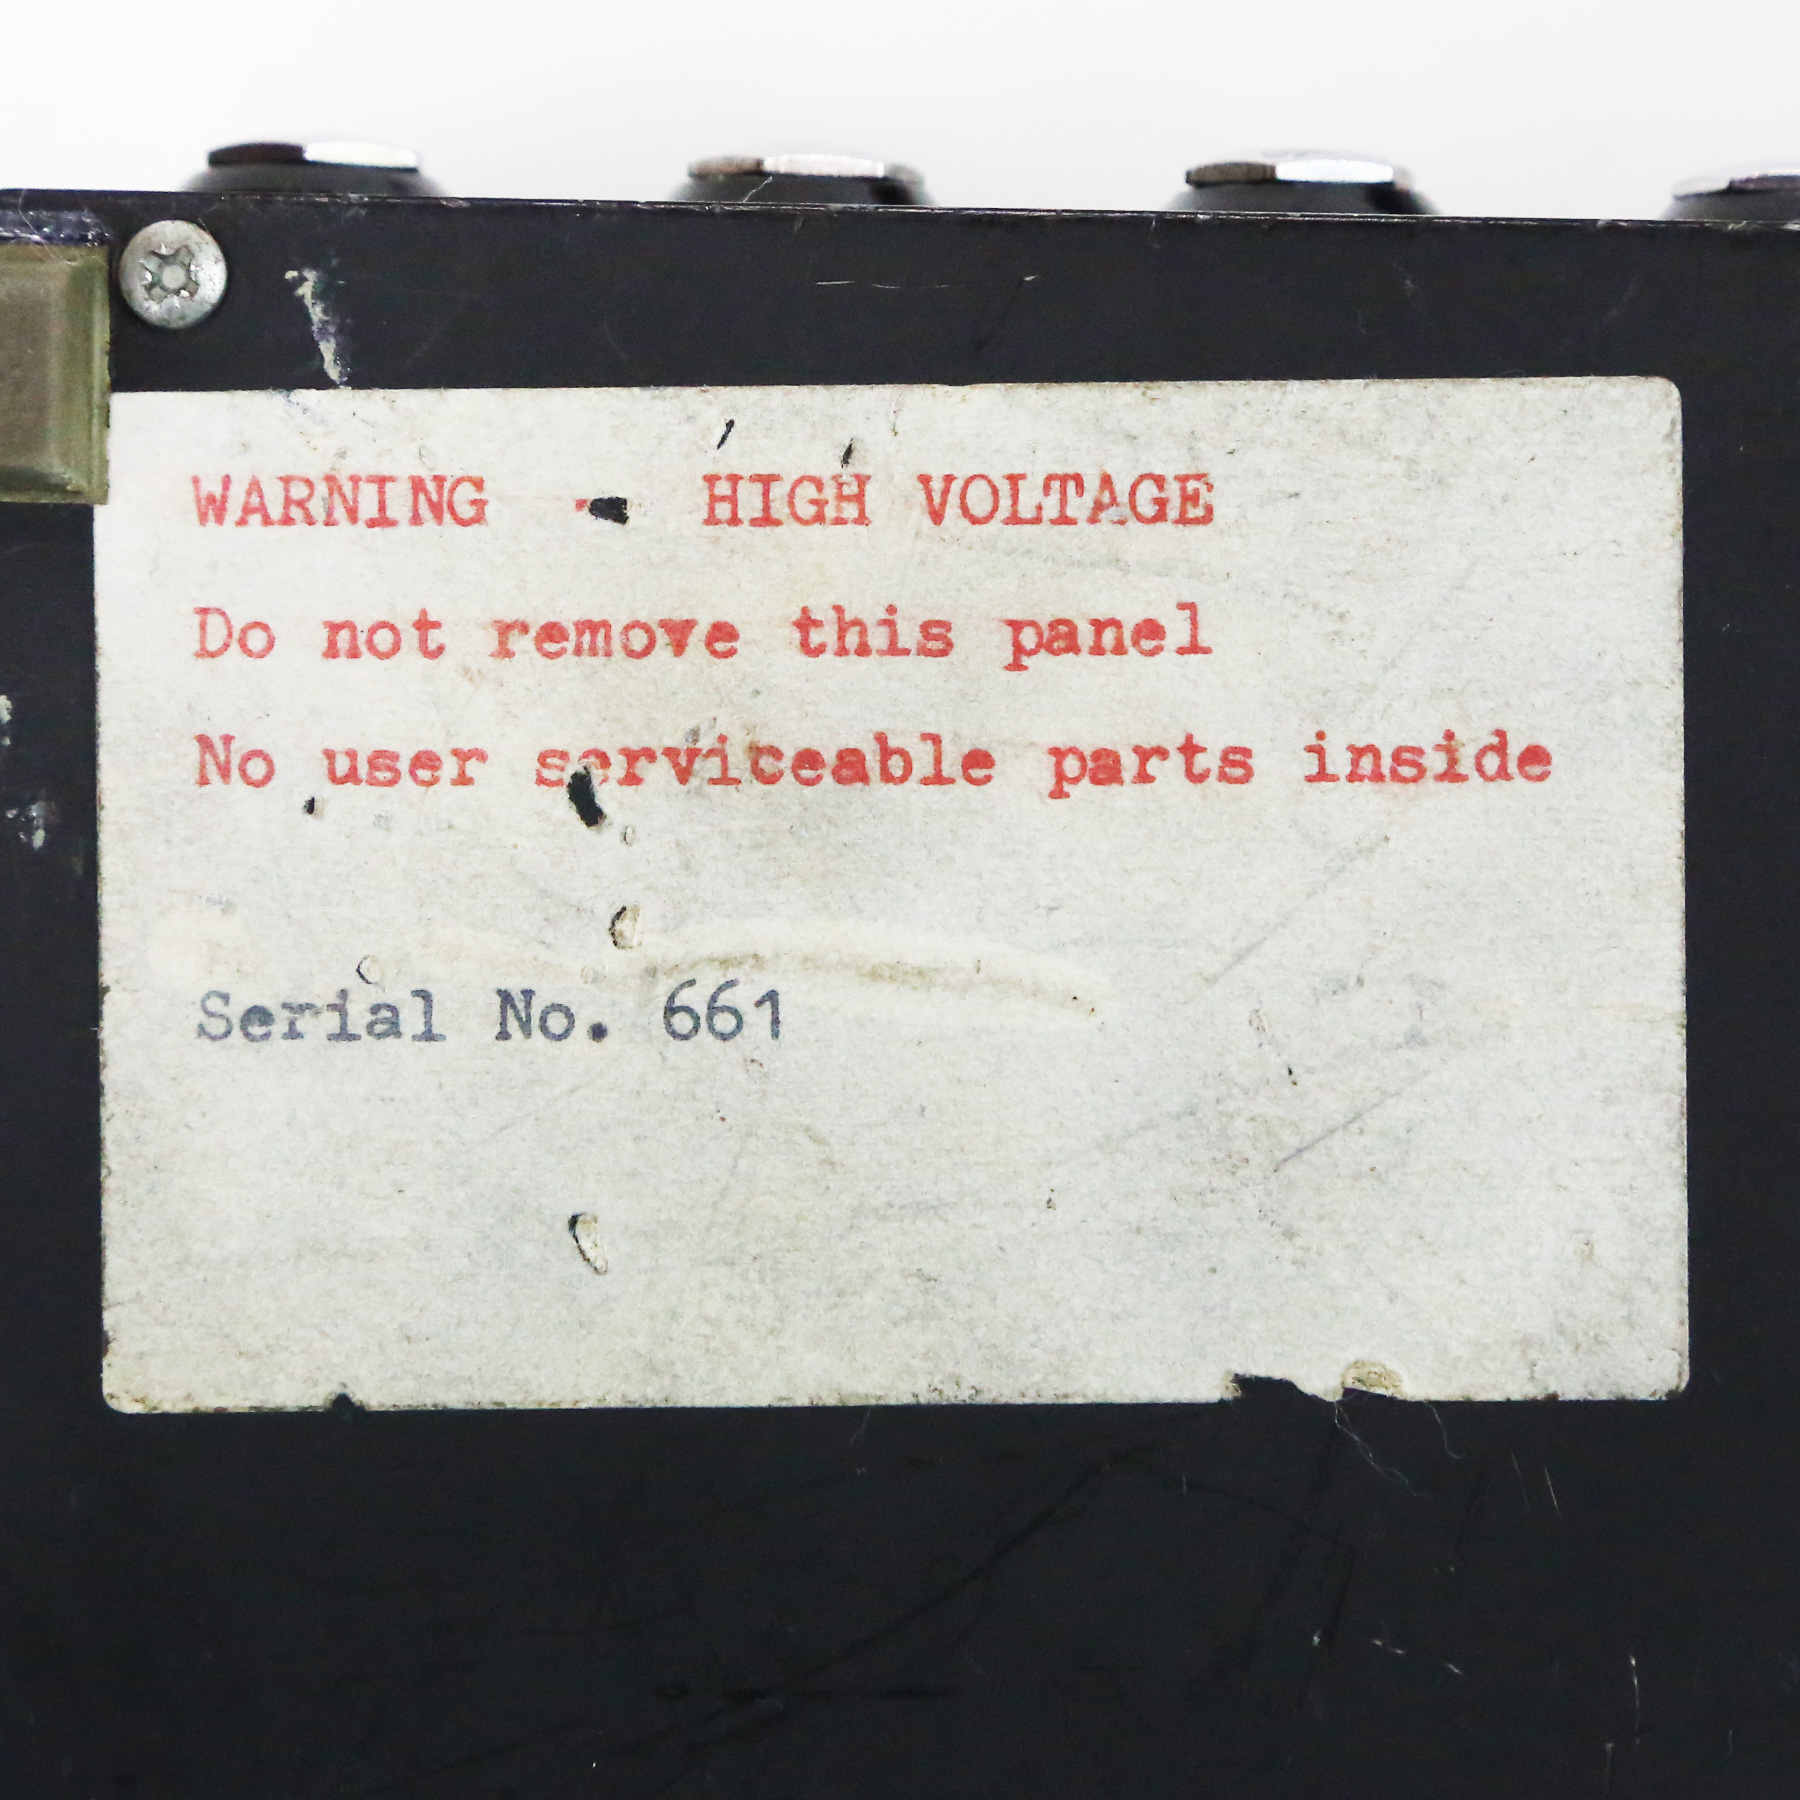 WARNING - HIGH VOLTAGE
Do not remove this panel
No user serviceable parts inside
Serial No. 661